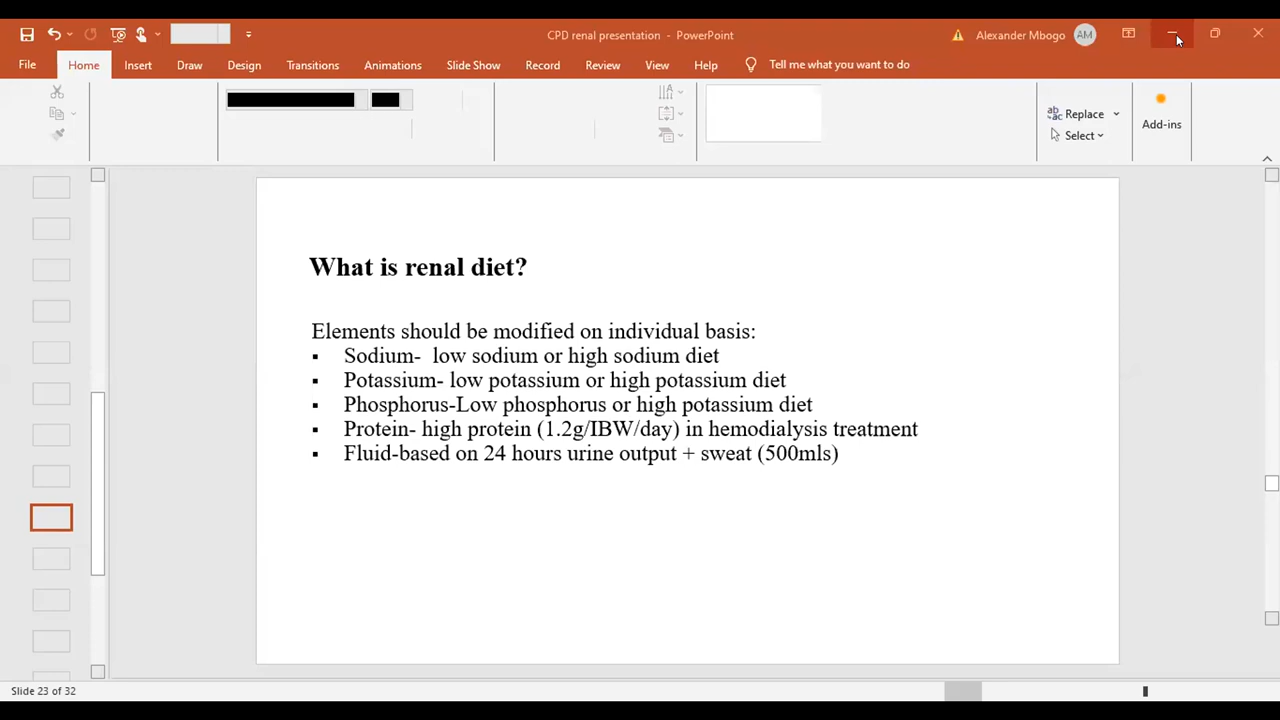 CPD renal presentation - PowerPoint
Alexander Mbogo AM
File Home Insert Draw Design Transitions Animations Slide Show Record Review View Help Tell me what you want to do
Replace
Select
Add-ins
What is renal diet?
Elements should be modified on individual basis:
▪ Sodium- low sodium or high sodium diet
▪ Potassium- low potassium or high potassium diet
▪ Phosphorus-Low phosphorus or high potassium diet
▪ Protein- high protein (1.2g/IBW/day) in hemodialysis treatment
▪ Fluid-based on 24 hours urine output + sweat (500mls)
Slide 23 of 32